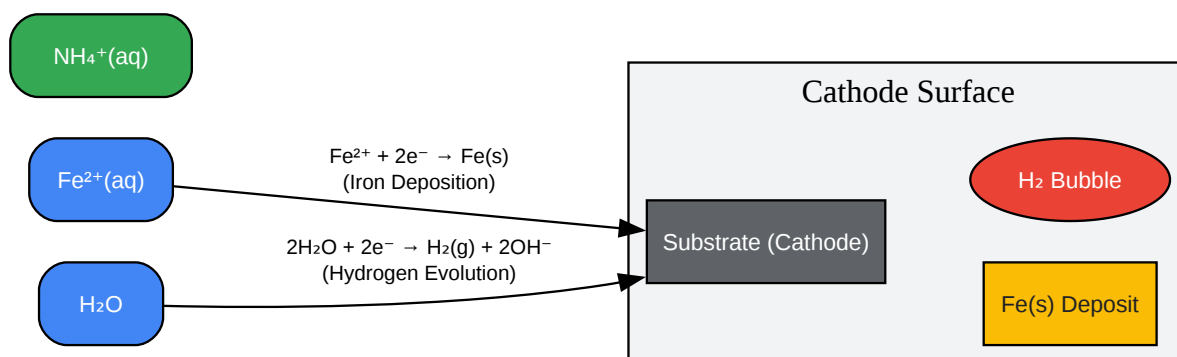 NH₄⁺(aq)
Cathode Surface
Fe²⁺ + 2e⁻ → Fe(s)
(Iron Deposition)
Fe²⁺(aq)
H₂ Bubble
2H₂O + 2e⁻ → H₂(g) + 2OH⁻
(Hydrogen Evolution)
Substrate (Cathode)
H₂O
Fe(s) Deposit